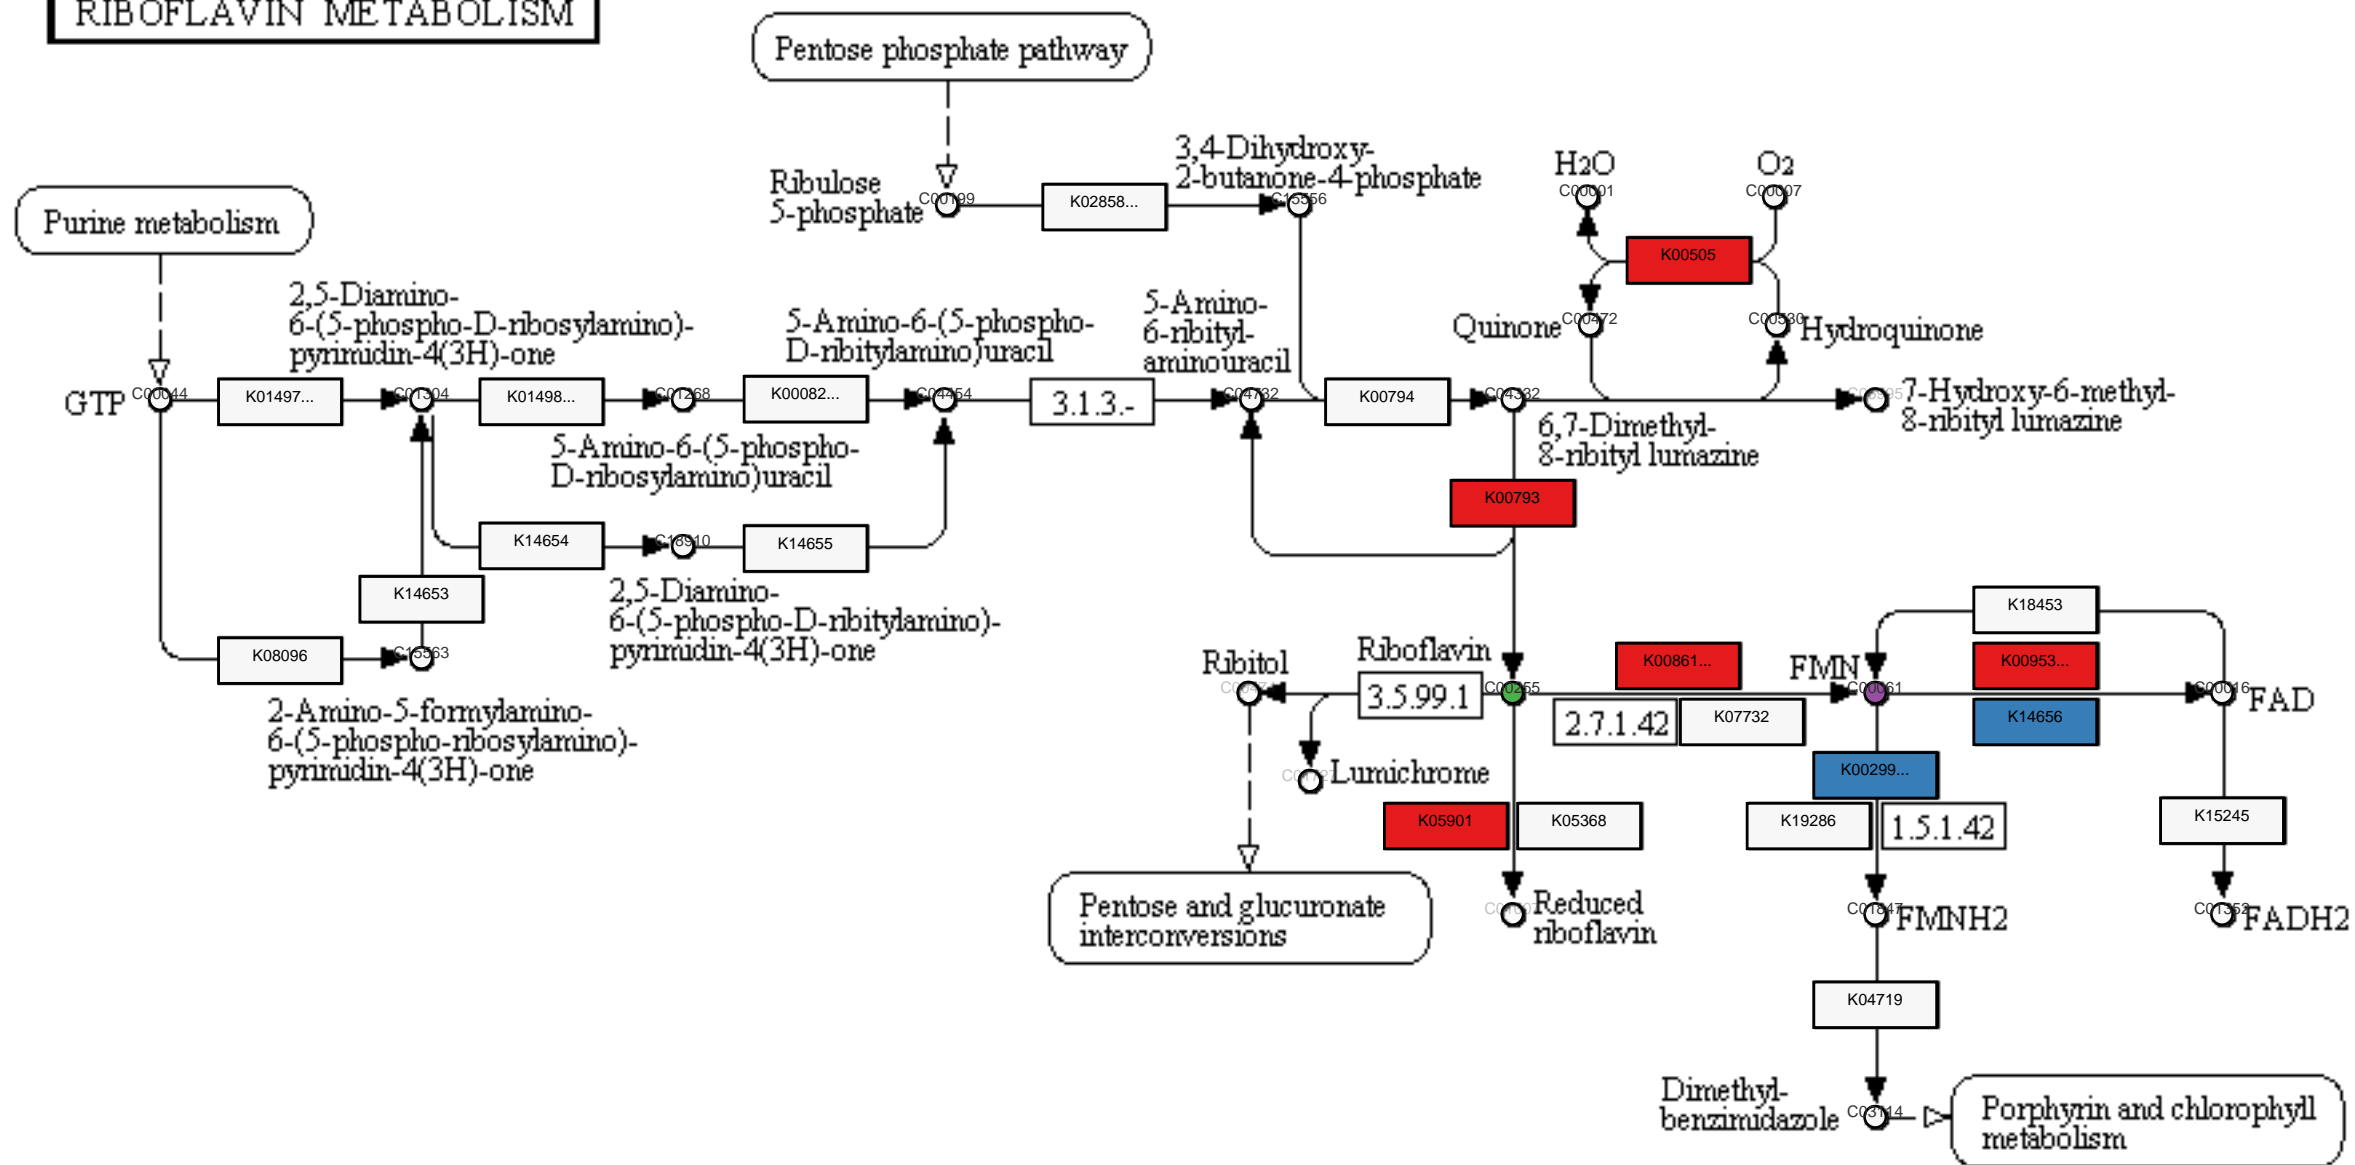 RIBOFLAVIN METABOLISM
Pentose phosphate pathway
Purine metabolism
Ribulose
5-phosphate
C00199
K02858...
3,4-Dihydroxy-
2-butanone-4-phosphate
C15556
H2O
C00001
O2
C00007
K00505
Quinone
C00472
C00530
Hydroquinone
2,5-Diamino-
6-(5-phospho-D-ribosylamino)-
pyrimidin-4(3H)-one
5-Amino-6-(5-phospho-
D-ribitylamino)uracil
5-Amino-
6-ribityl-
aminouracil
GTP
C00044
K01497...
C01304
K01498...
C01268
K00082...
C04454
3.1.3.-
C04732
K00794
C04332
7-Hydroxy-6-methyl-
8-ribityl lumazine
6,7-Dimethyl-
8-ribityl lumazine
5-Amino-6-(5-phospho-
D-ribosylamino)uracil
K00793
K14654
C18910
K14655
K14653
2,5-Diamino-
6-(5-phospho-D-ribitylamino)-
pyrimidin-4(3H)-one
K08096
C15563
2-Amino-5-formylamino-
6-(5-phospho-ribosylamino)-
pyrimidin-4(3H)-one
K18453
Ribitol
Riboflavin
3.5.99.1
C00255
K00861...
2.7.1.42
K07732
FMN
C00061
K00953...
K14656
C00016
FAD
Lumichrome
K00299...
K05901
K05368
K19286
1.5.1.42
K15245
Pentose and glucuronate
interconversions
Reduced
riboflavin
C01847
FMNH2
C01352
FADH2
K04719
Dimethyl-
benzimidazole
C03114
Porphyrin and chlorophyll
metabolism